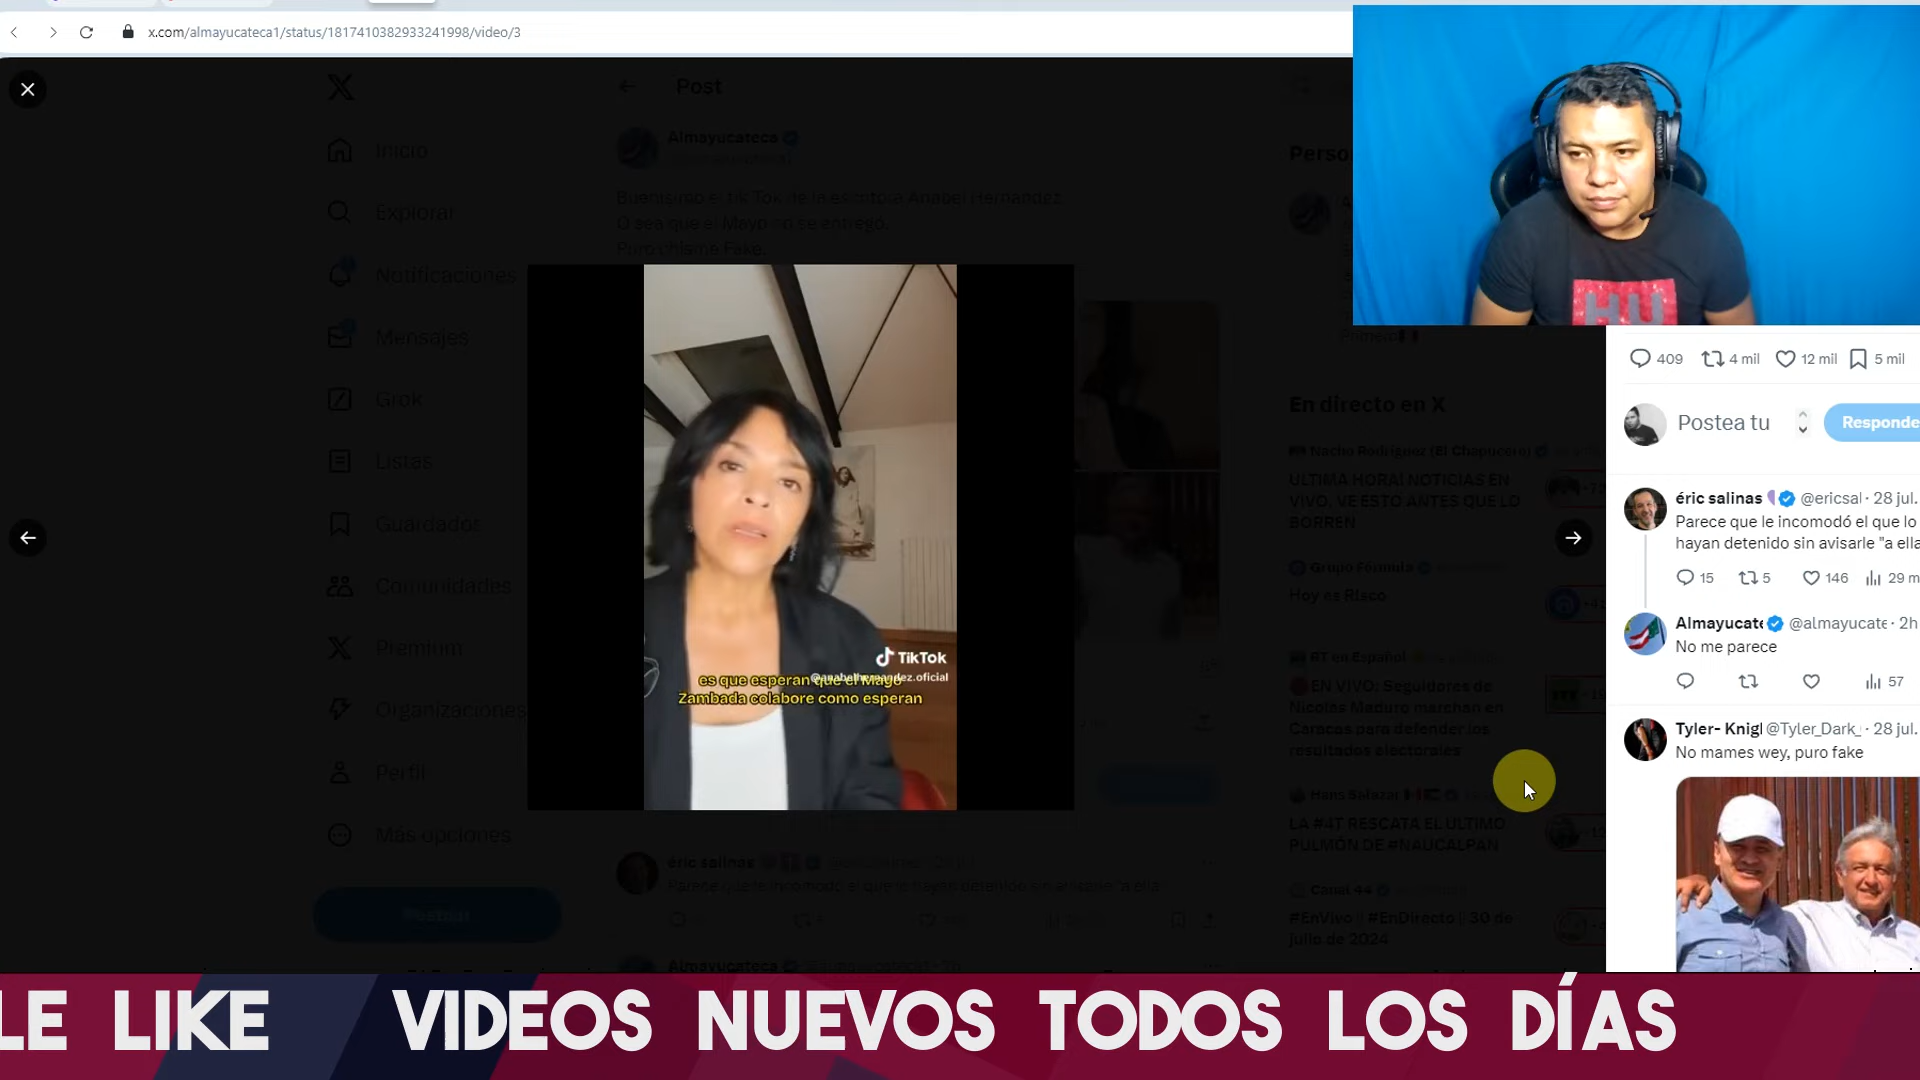 x.com/almayucateca1/status/1817410382933241998/video/3
Post
Almayucateca
Buenísimo el tik Tok de la escritora Anabel Hernandez
O sea que el Mayo no se entregó.
Puro chisme Fake.
Inicio
Explorar
Notificaciones
Mensajes
Grok
Listas
Guardados
Comunidades
Premium
Organizaciones
Perfil
Más opciones
Postear
TikTok
@anabelhernandez.oficial
es que esperan que el Mayo
Zambada colabore como esperan
En directo en X
Nacho Rodríguez (El Chapucero)
ULTIMA HORA! NOTICIAS EN
VIVO, VE ESTO ANTES QUE LO
BORREN
Grupo Fórmula
Hoy es Risco
RT en Español
EN VIVO: Seguidores de
Nicolás Maduro marchan en
Caracas para defender los
resultados electorales
Hans Salazar
LA #4T RESCATA EL ULTIMO
PULMÓN DE #NAUCALPAN
Canal 44
#EnVivo || #EnDirecto || 30 de
julio de 2024
éric salinas
Parece que le incomodó el que lo hayan detenido sin avisarle "a ella"
Almayucateca
HU
409 4 mil 12 mil 5 mil
Postea tu
Responde
éric salinas @ericsal · 28 jul.
Parece que le incomodó el que lo
hayan detenido sin avisarle "a ella
15 5 146 29 m
Almayucate @almayucate · 2h
No me parece
57
Tyler- Knigl @Tyler_Dark_ · 28 jul.
No mames wey, puro fake
LE LIKE VIDEOS NUEVOS TODOS LOS DÍAS